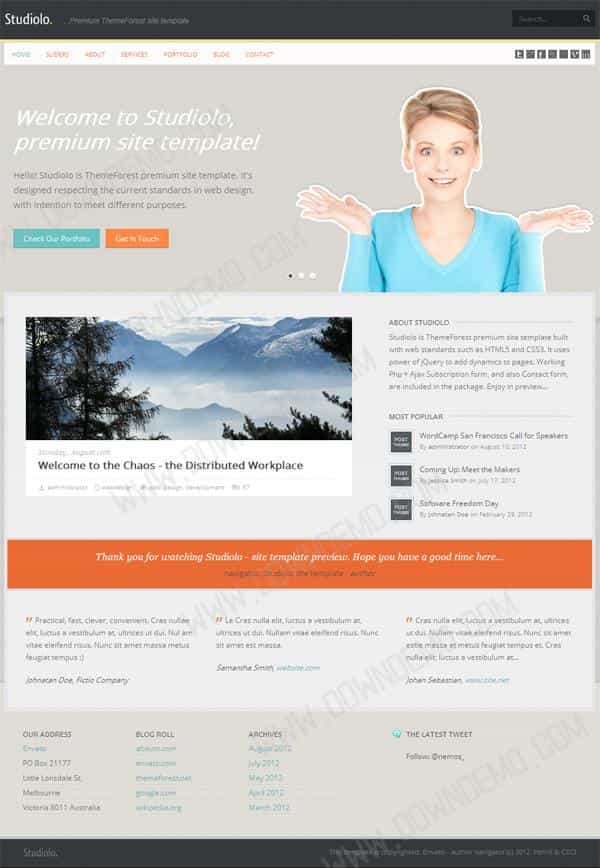 Studiolo.
...Premium ThemeForest site template
Search...
HOME SLIDERS ABOUT SERVICES PORTFOLIO BLOG CONTACT
Welcome to Studiolo,
premium site template!
Hello! Studiolo is ThemeForest premium site template. It's
designed respecting the current standards in web design,
with intention to meet different purposes.
Check Our Portfolio
Get In Touch
Monday, August 10th
Welcome to the Chaos - the Distributed Workplace
administrator webdesign web design, development 67
ABOUT STUDIOLO
Studiolo is ThemeForest premium site template built
with web standards such as HTML5 and CSS3. It uses
power of jQuery to add dynamics to pages. Working
Php + Ajax Subscription form, and also Contact form,
are included in the package. Enjoy in preview...
MOST POPULAR
POST THUMB
WordCamp San Francisco Call for Speakers
By administrator on August 10, 2012
POST THUMB
Coming Up: Meet the Makers
By Jessica Smith on July 17, 2012
POST THUMB
Software Freedom Day
By Johnatan Doe on February 29, 2012
Thank you for watching Studiolo - site template preview. Hope you have a good time here...
navigator, Studiolo site template - author
Practical, fast, clever, convenient. Cras nullae
elit, luctus a vestibulum at, ultrices ut dui. Nul am
vitae eleifend risus. Nunc sit amet massa metus
feugiat tempus :)
Johnatan Doe, Fictio Company
Le Cras nulla elit, luctus a vestibulum at,
ultrices ut dui. Nullam vitae eleifend risus. Nunc
sit amet est massa.
Samantha Smith, website.com
Cras nulla elit, luctus a vestibulum at, ultrices ut
dui. Nullam vitae eleifend risus. Nunc sit amet
estie massa et metus feugiat tempus et. Cras
nulla elit; luctus a vestibulum at...
Johan Sebastian, www.site.net
OUR ADDRESS
Envato
PO Box 21177
Little Lonsdale St,
Melbourne
Victoria 8011 Australia
BLOG ROLL
envato.com
themeforest.net
google.com
wikipedia.org
ARCHIVES
August 2012
July 2012
May 2012
April 2012
March 2012
THE LATEST TWEET
Follow: @nemos_
Studiolo.
This template is copyrighted. Envato - author navigator (c) 2012.
WWW.DOWNDEMO.COM